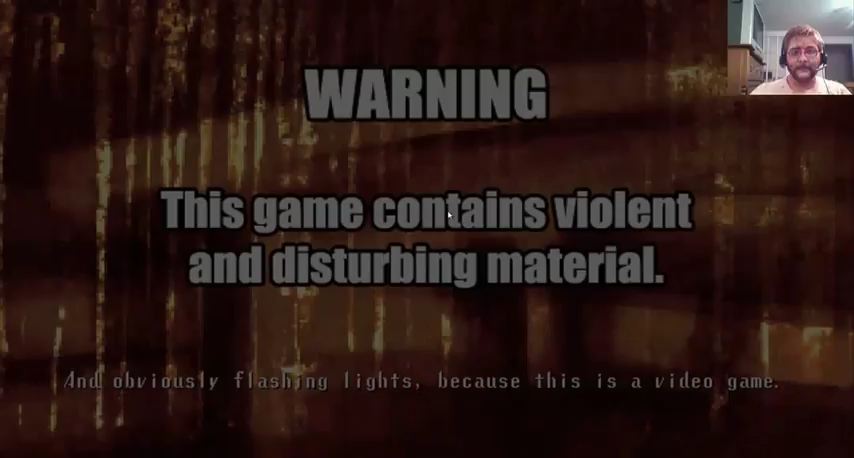 WARNING
This game contains violent
and disturbing material.
And obviously flashing lights, because this is a video game.